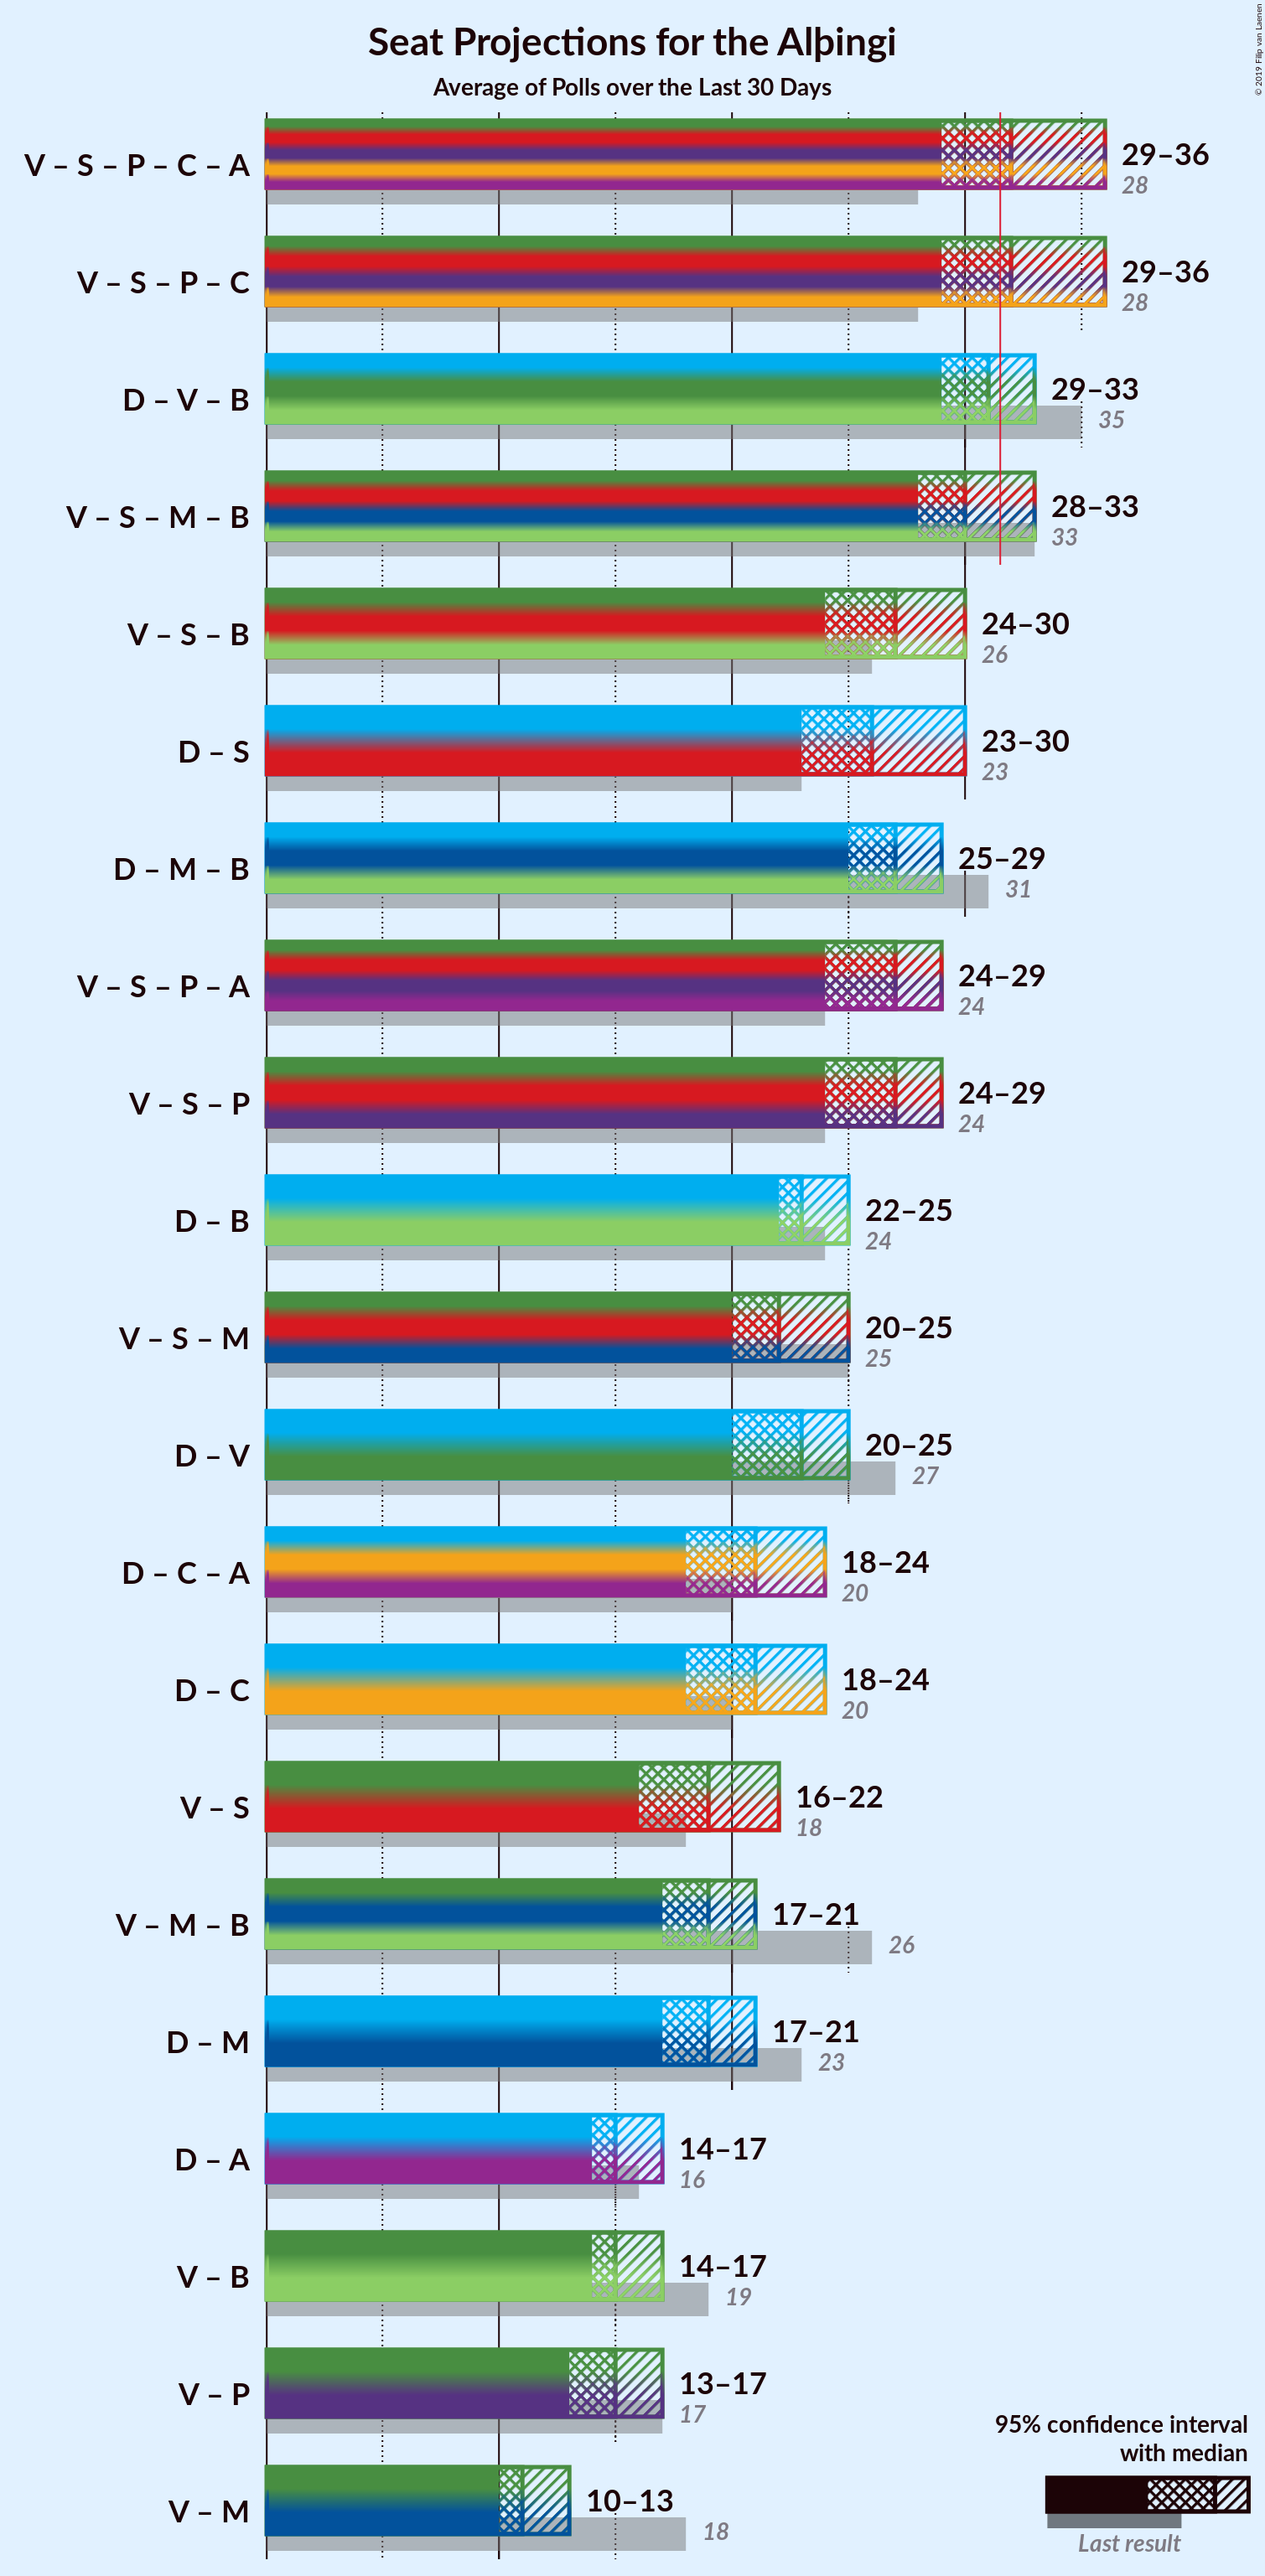 © 2019 Filip van Laenen
Seat Projections for the Alþingi
Average of Polls over the Last 30 Days
V – S – P – C – A
29–36
28
V – S – P – C
29–36
28
D – V – B
29–33
35
V – S – M – B
28–33
33
V – S – B
24–30
26
D – S
23–30
23
D – M – B
25–29
31
V – S – P – A
24–29
24
V – S – P
24–29
24
D – B
22–25
24
V – S – M
20–25
25
D – V
20–25
27
D – C – A
18–24
20
D – C
18–24
20
V – S
16–22
18
V – M – B
17–21
26
D – M
17–21
23
D – A
14–17
16
V – B
14–17
19
V – P
13–17
17
V – M
10–13
18
95% confidence interval
with median
Last result